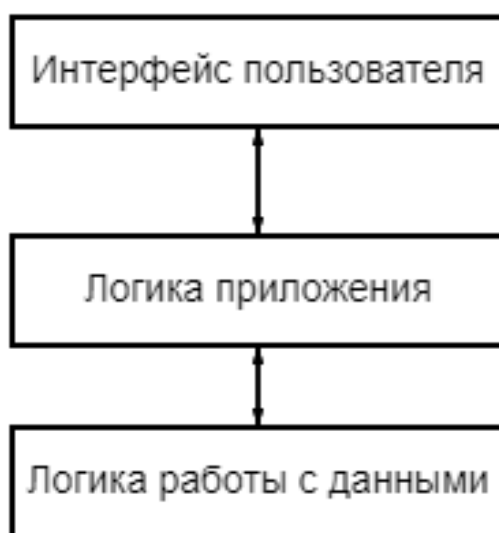 Интерфейс пользователя
Логика приложения
Логика работы с данными